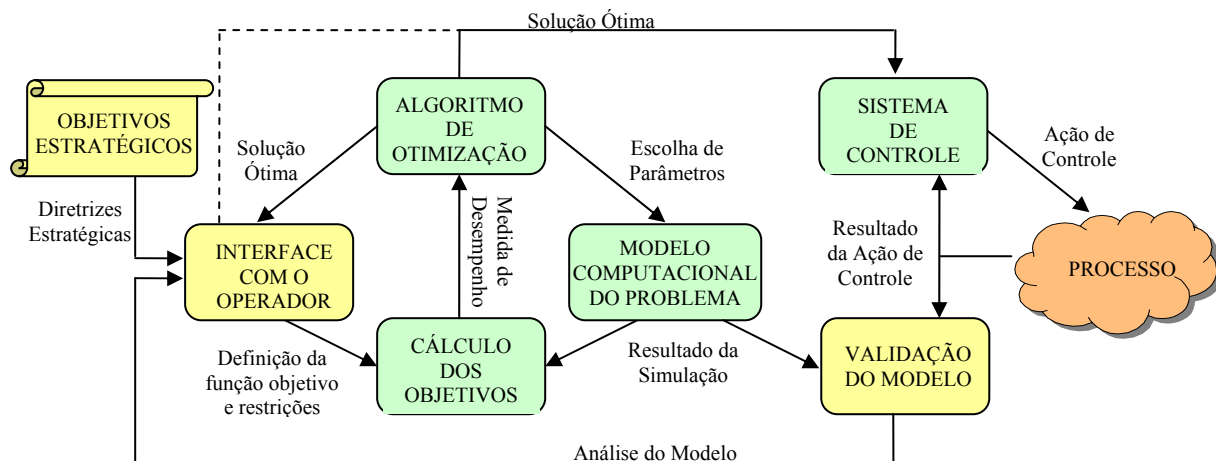 Solução Ótima
OBJETIVOS
ESTRATÉGICOS
ALGORITMO
DE
OTIMIZAÇÃO
SISTEMA
DE
CONTROLE
Solução
Ótima
Escolha de
Parâmetros
Ação de
Controle
Diretrizes
Estratégicas
Medida de
Desempenho
INTERFACE
COM O
OPERADOR
MODELO
COMPUTACIONAL
DO PROBLEMA
Resultado
da Ação de
Controle
PROCESSO
Definição da
função objetivo
e restrições
CÁLCULO
DOS
OBJETIVOS
Resultado da
Simulação
VALIDAÇÃO
DO MODELO
Análise do Modelo